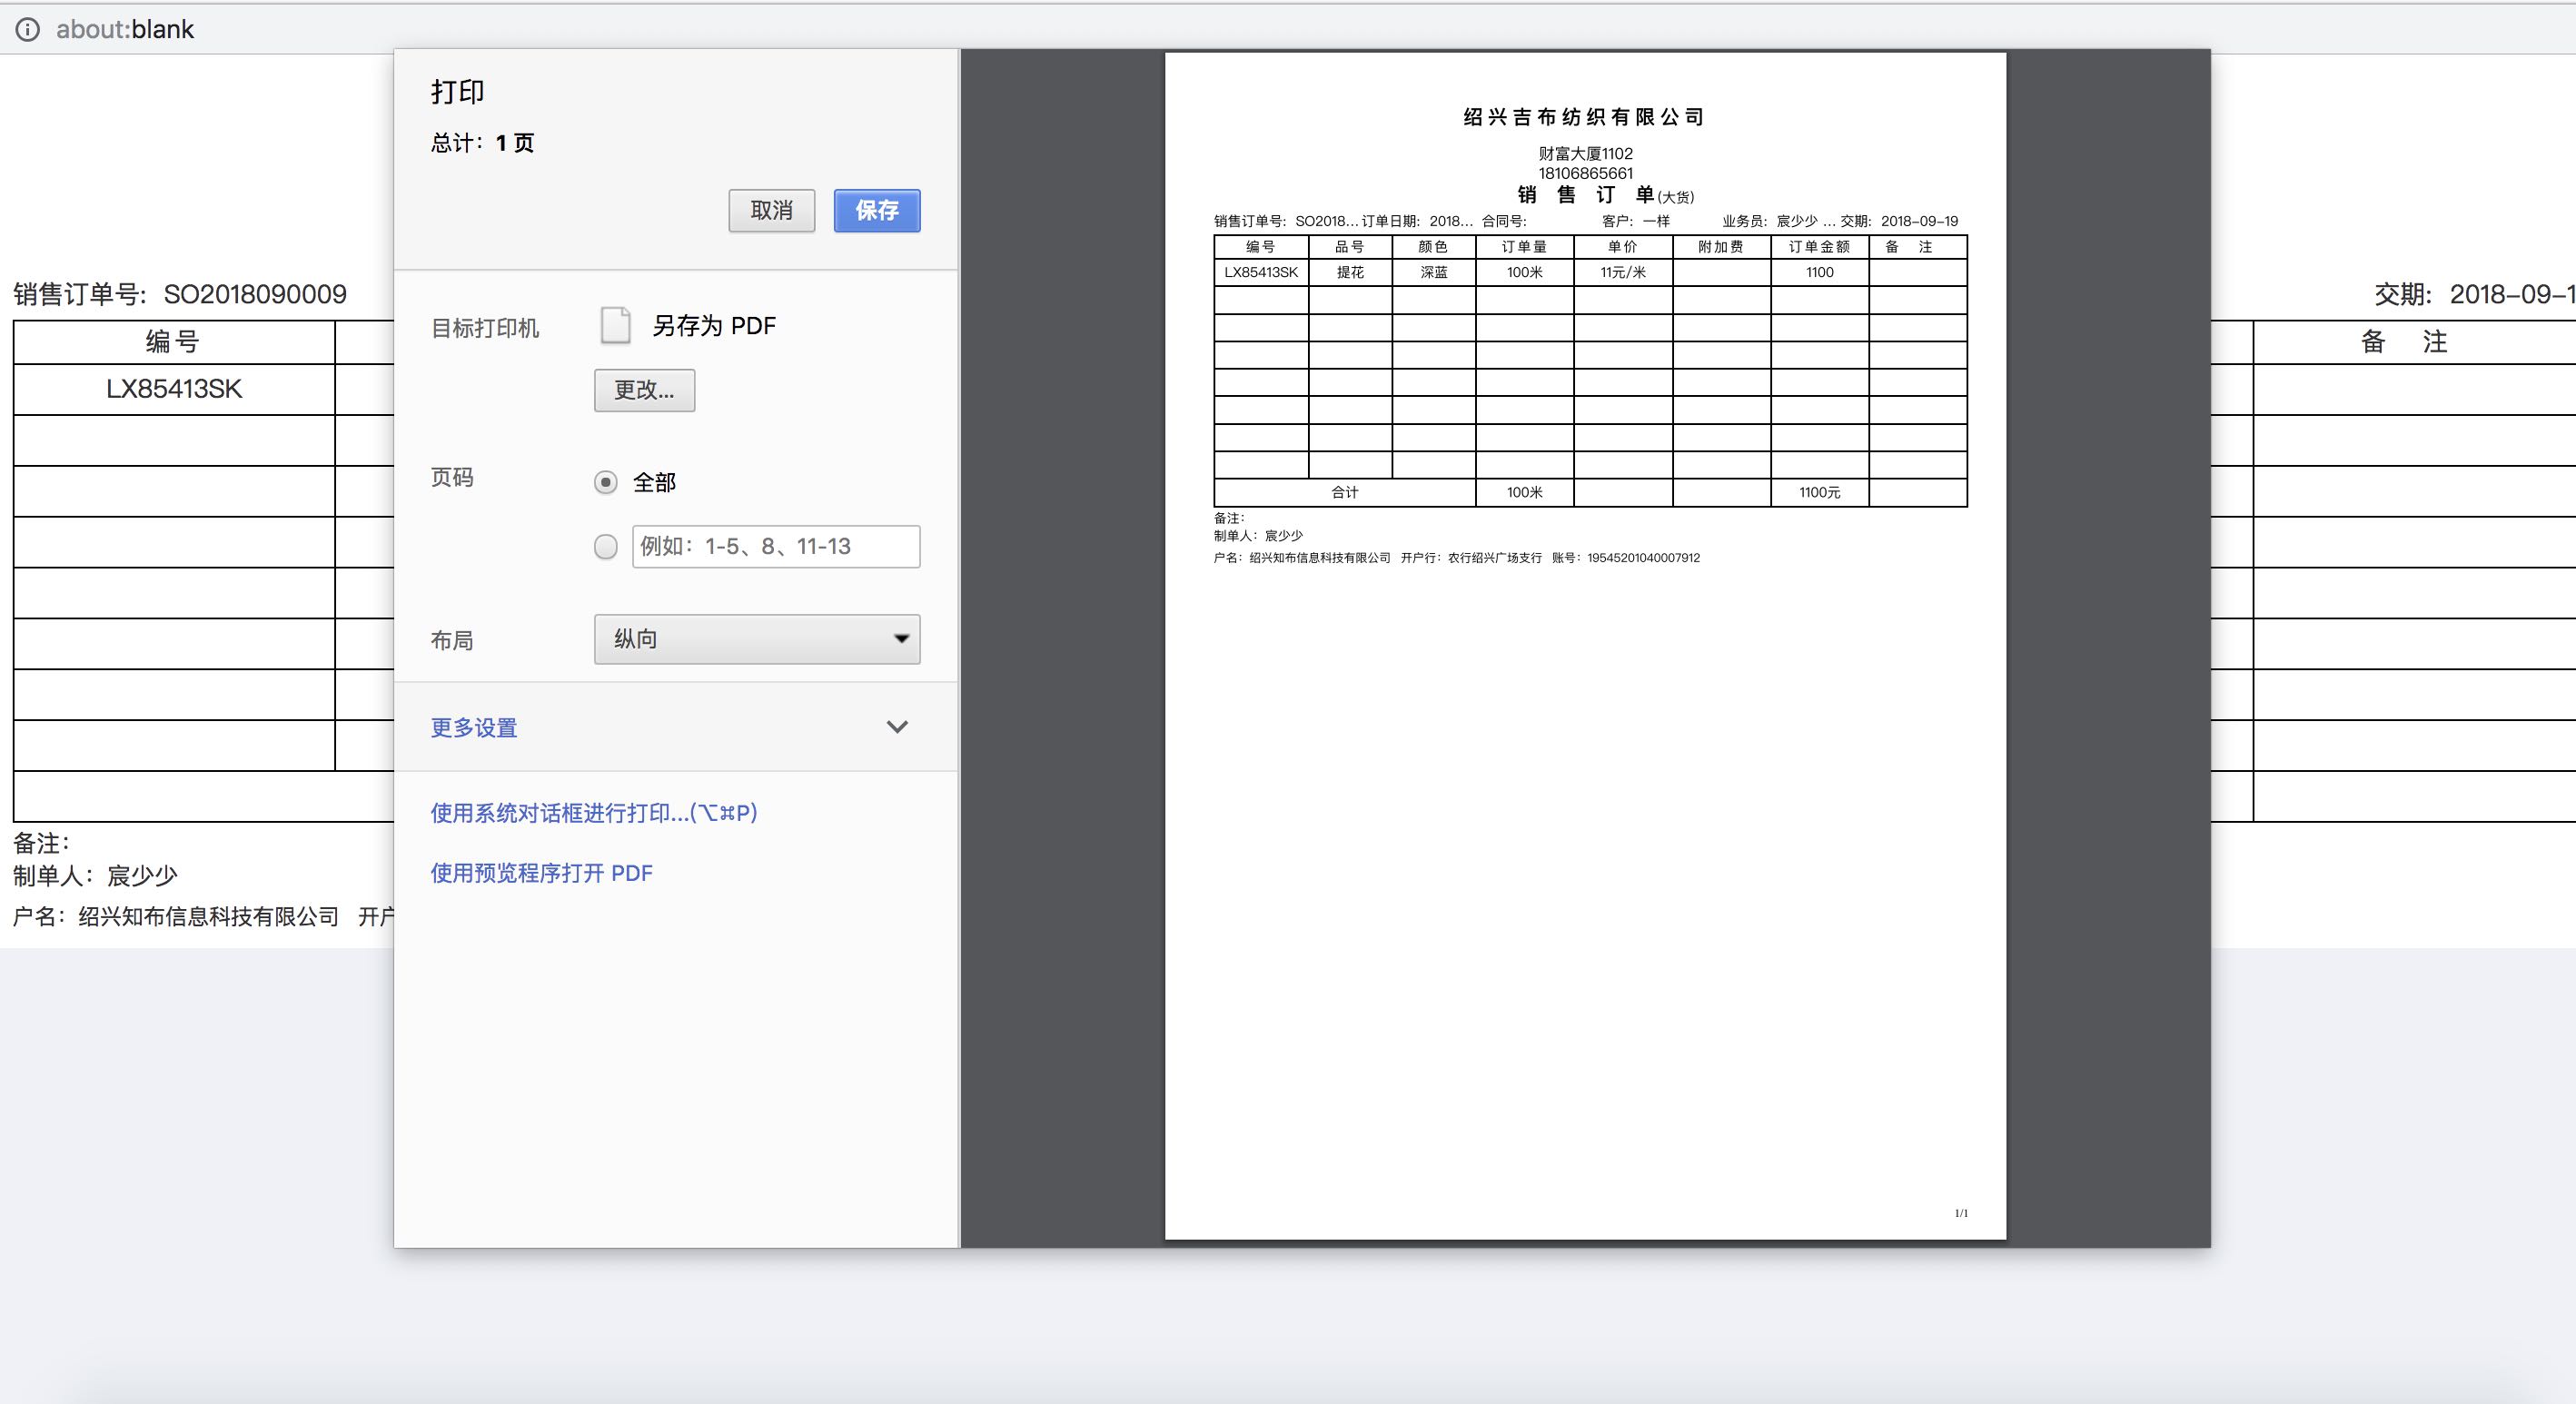 about:blank
打印
总计：1 页
取消 保存
目标打印机 另存为 PDF
更改...
页码 全部
例如：1-5、8、11-13
布局 纵向
更多设置
使用系统对话框进行打印...(⌥⌘P)
使用预览程序打开 PDF
绍兴吉布纺织有限公司
财富大厦1102
18106865661
销 售 订 单(大货)
销售订单号: SO2018... 订单日期: 2018... 合同号: 客户: 一样 业务员: 宸少少 ... 交期: 2018-09-19
编号 品号 颜色 订单量 单价 附加费 订单金额 备 注
LX85413SK 提花 深蓝 100米 11元/米 1100
合计 100米 1100元
备注：
制单人：宸少少
户名：绍兴知布信息科技有限公司 开户行：农行绍兴广场支行 账号：19545201040007912
1/1
销售订单号: SO2018090009
交期: 2018-09-1
编号
备 注
LX85413SK
备注：
制单人：宸少少
户名：绍兴知布信息科技有限公司 开户